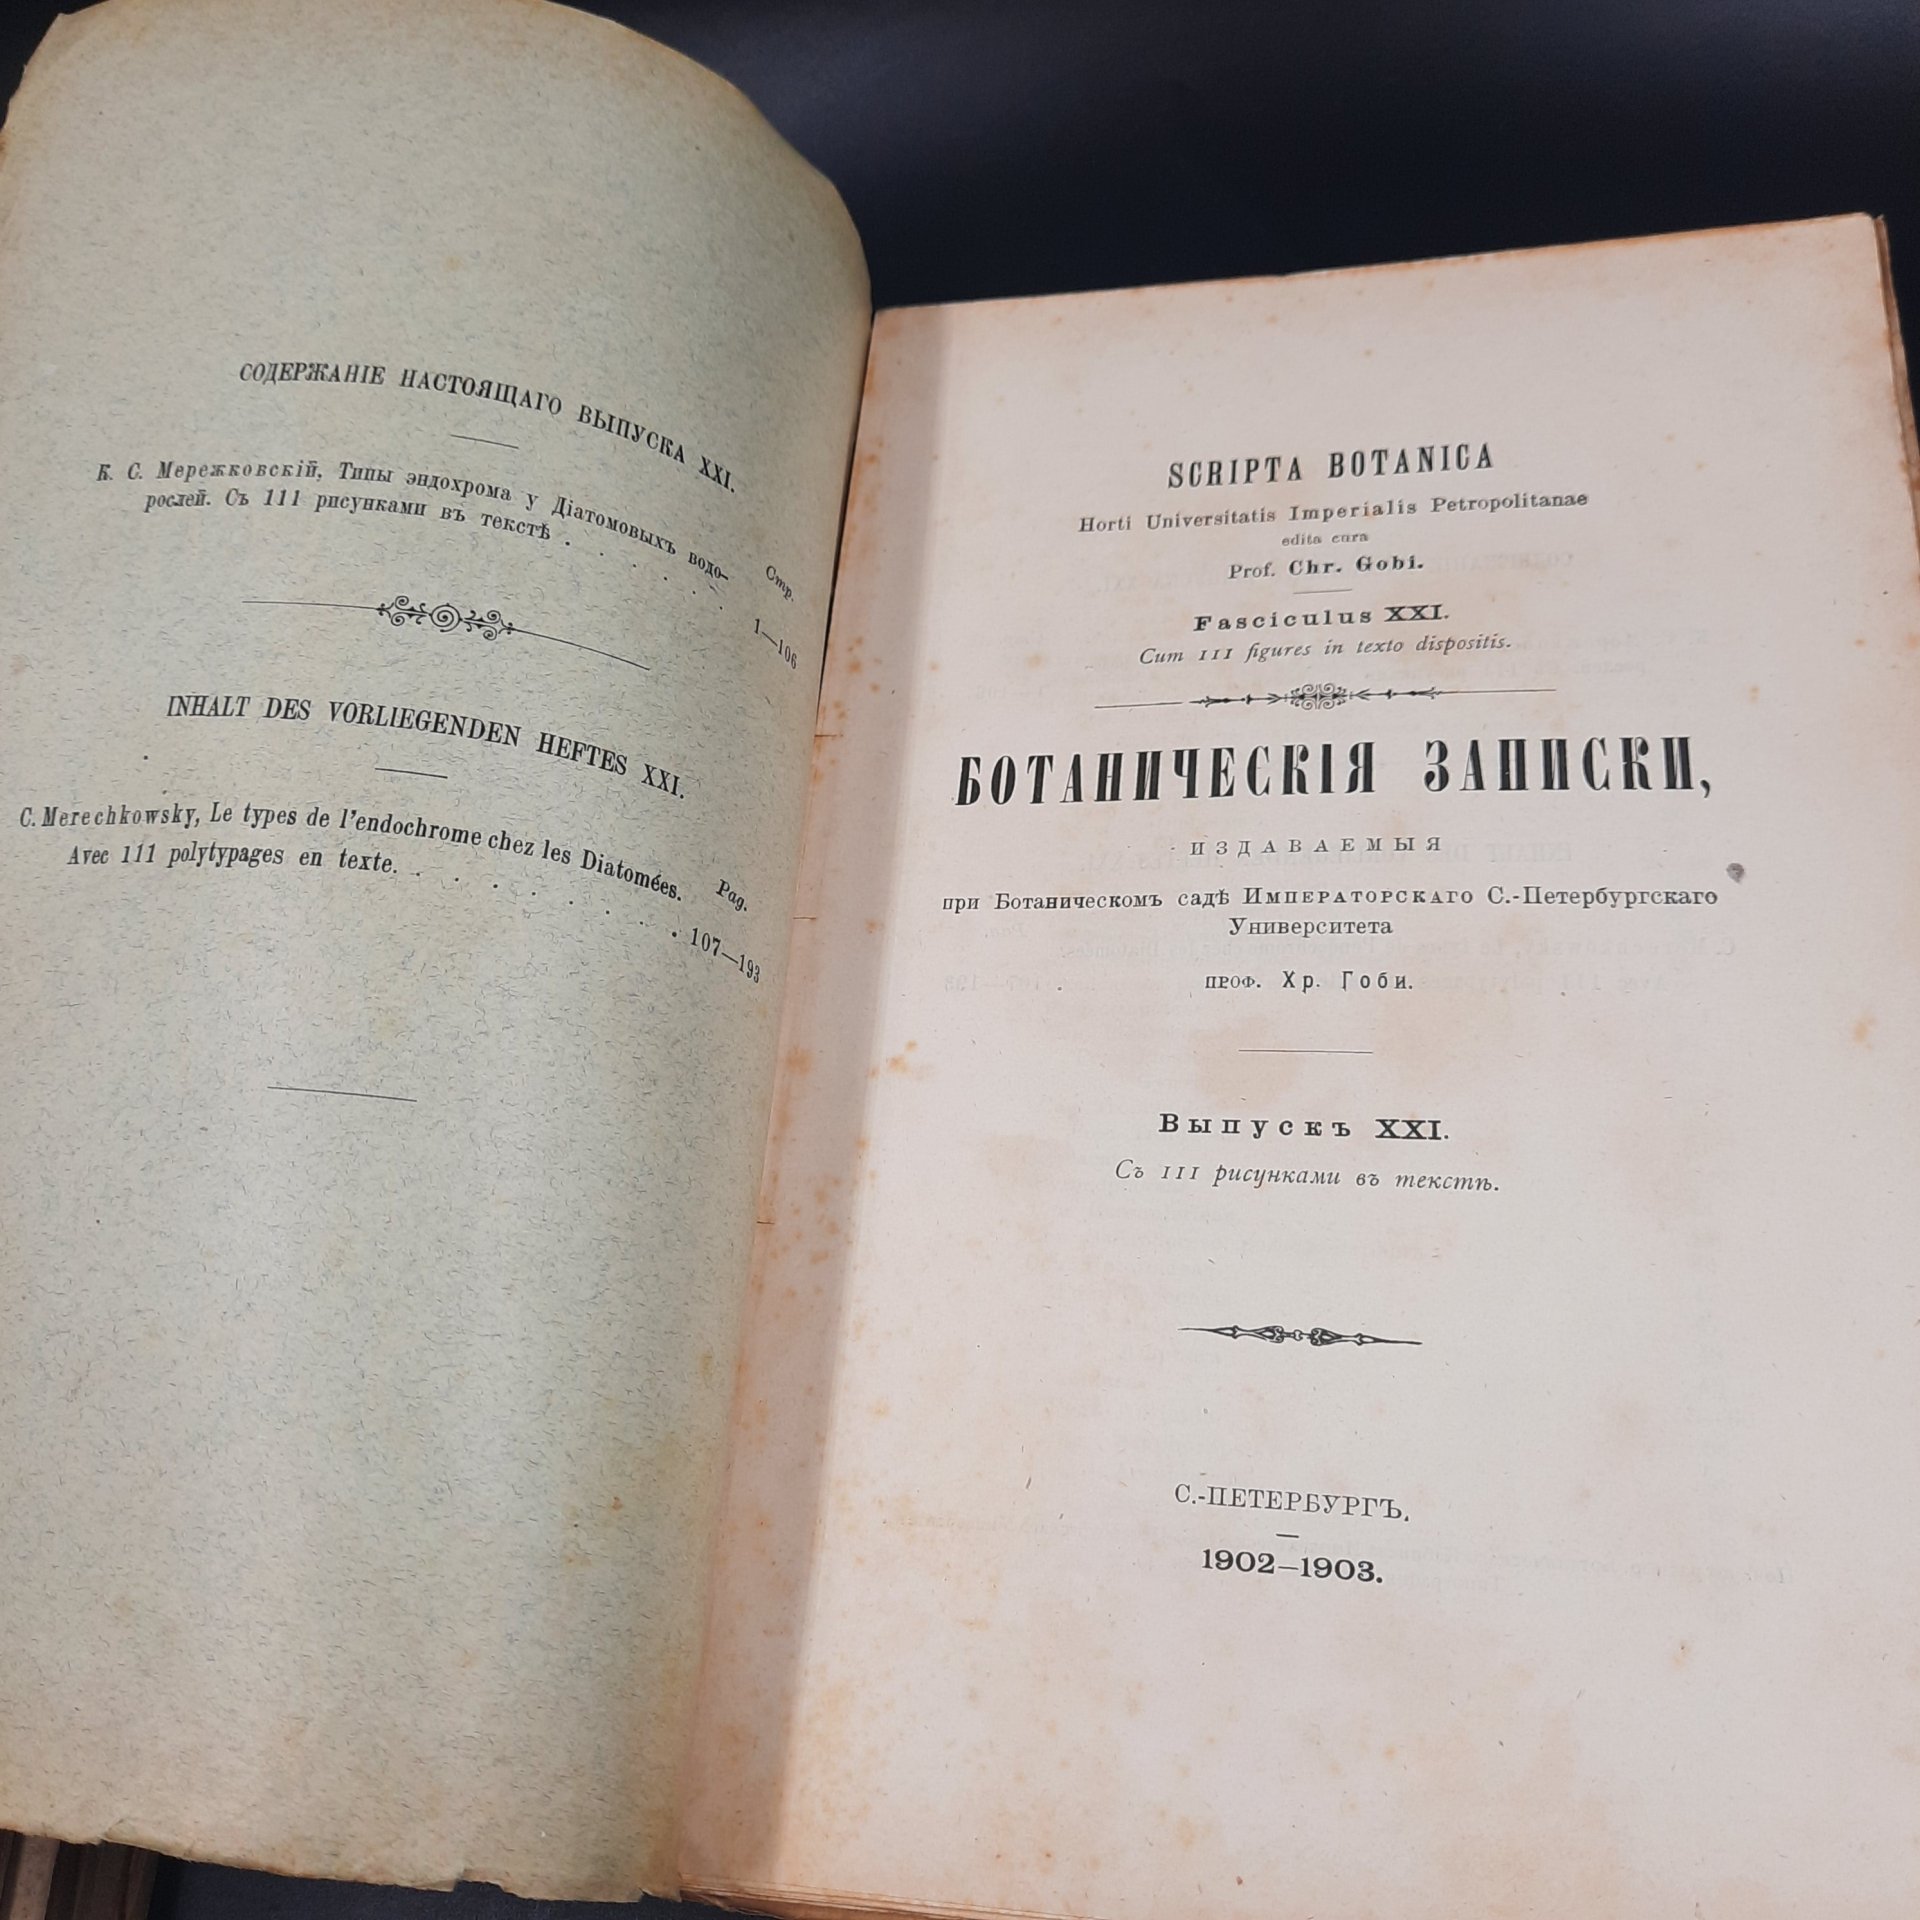 СОДЕРЖАНІЕ НАСТОЯЩАГО ВЫПУСКА XXI.
Стр.
К. С. Мережковскій, Типы эндохрома у Діатомовыхъ водо-
рослей. Съ 111 рисунками въ текстѣ . . . . . 1—106
INHALT DES VORLIEGENDEN HEFTES XXI.
Pag.
C. Merechkowsky, Le types de l'endochrome chez les Diatomées.
Avec 111 polytypages en texte. . . . . . . . . 107—193
SCRIPTA BOTANICA
Horti Universitatis Imperialis Petropolitanae
edita cura
Prof. Chr. Gobi.
Fasciculus XXI.
Cum 111 figures in texto dispositis.
БОТАНИЧЕСКІЯ ЗАПИСКИ,
ИЗДАВАЕМЫЯ
при Ботаническомъ садѣ Императорскаго С.-Петербургскаго
Университета
проф. Хр. Гоби.
Выпускъ XXI.
Съ 111 рисунками въ текстѣ.
С.-ПЕТЕРБУРГЪ.
1902—1903.